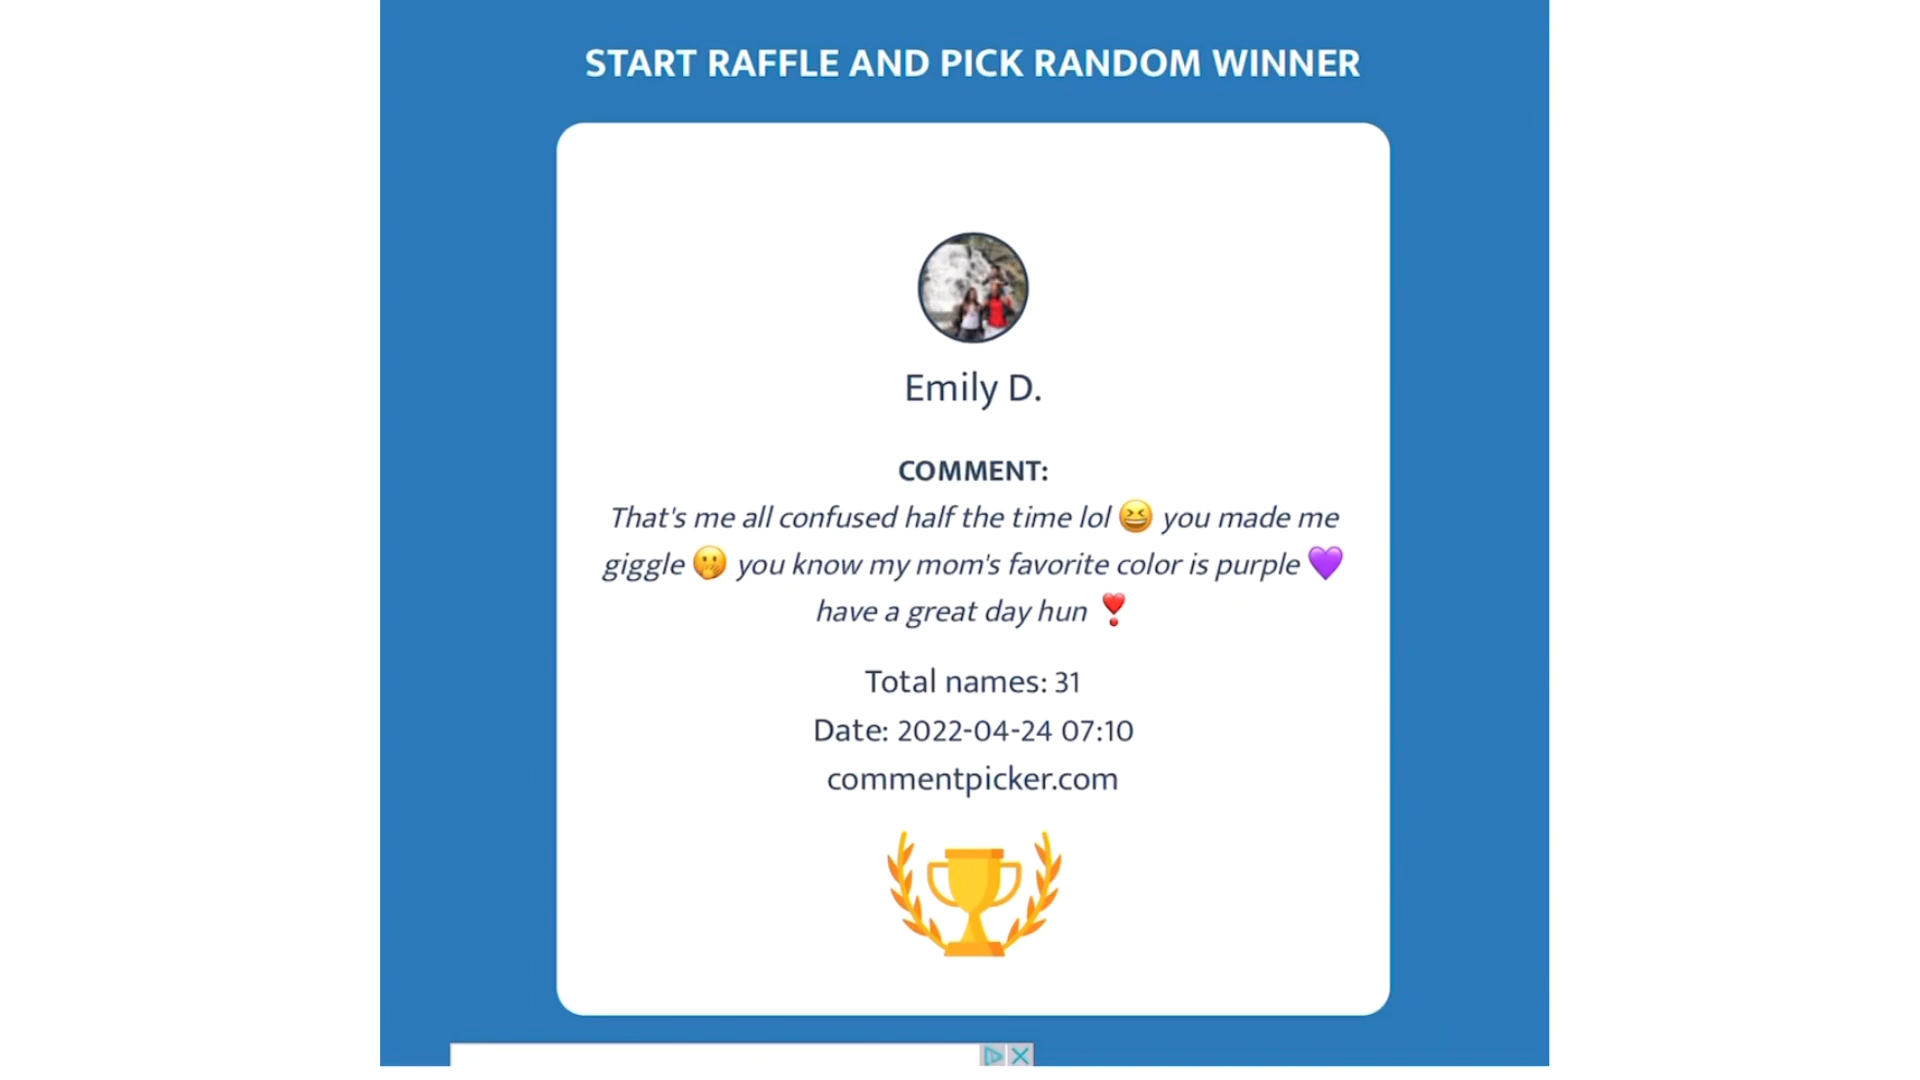 START RAFFLE AND PICK RANDOM WINNER
Emily D.
COMMENT:
That's me all confused half the time lol 😆 you made me
giggle 🤭 you know my mom's favorite color is purple 💜
have a great day hun ❣️
Total names: 31
Date: 2022-04-24 07:10
commentpicker.com